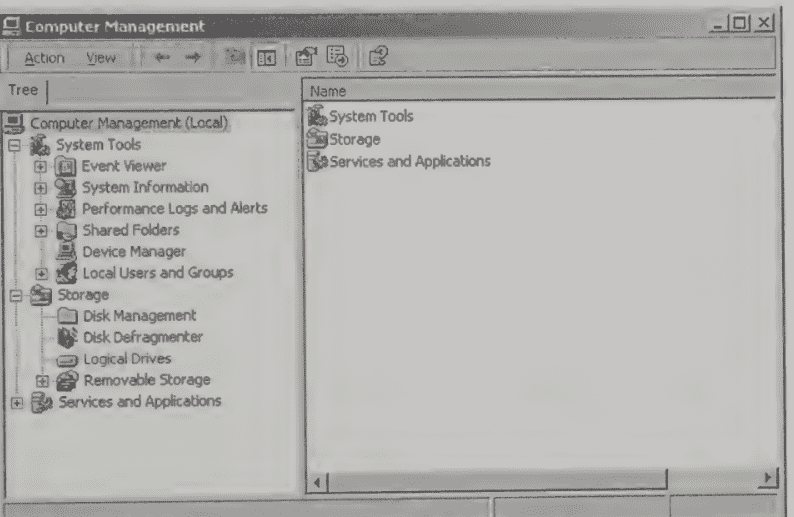 Computer Management
Action View
Tree
Computer Management (Local)
System Tools
Event Viewer
System Information
Performance Logs and Alerts
Shared Folders
Device Manager
Local Users and Groups
Storage
Disk Management
Disk Defragmenter
Logical Drives
Removable Storage
Services and Applications
Name
System Tools
Storage
Services and Applications